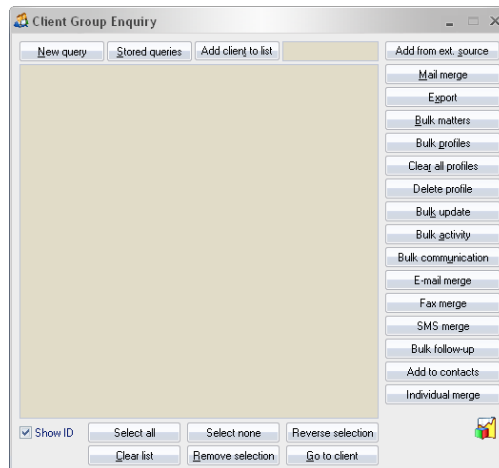 Client Group Enquiry
New query Stored queries Add client to list Add from ext. source
Mail merge
Export
Bulk matters
Bulk profiles
Clear all profiles
Delete profile
Bulk update
Bulk activity
Bulk communication
E-mail merge
Fax merge
SMS merge
Bulk follow-up
Add to contacts
Individual merge
Show ID Select all Select none Reverse selection
Clear list Remove selection Go to client